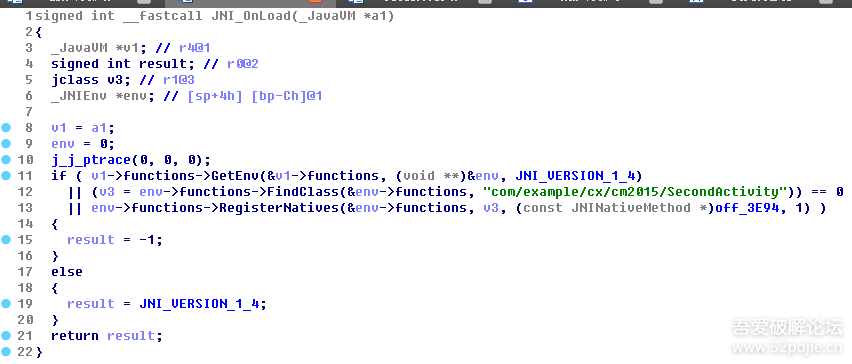 1 signed int __fastcall JNI_OnLoad(_JavaVM *a1)
2 {
3   _JavaVM *v1; // r4@1
4   signed int result; // r0@2
5   jclass v3; // r1@3
6   _JNIEnv *env; // [sp+4h] [bp-Ch]@1
7
8   v1 = a1;
9   env = 0;
10   j_j_ptrace(0, 0, 0);
11   if ( v1->functions->GetEnv(&v1->functions, (void **)&env, JNI_VERSION_1_4)
12     || (v3 = env->functions->FindClass(&env->functions, "com/example/cx/cm2015/SecondActivity")) == 0
13     || env->functions->RegisterNatives(&env->functions, v3, (const JNINativeMethod *)off_3E94, 1) )
14   {
15     result = -1;
16   }
17   else
18   {
19     result = JNI_VERSION_1_4;
20   }
21   return result;
22 }
吾爱破解论坛
www.52pojie.cn